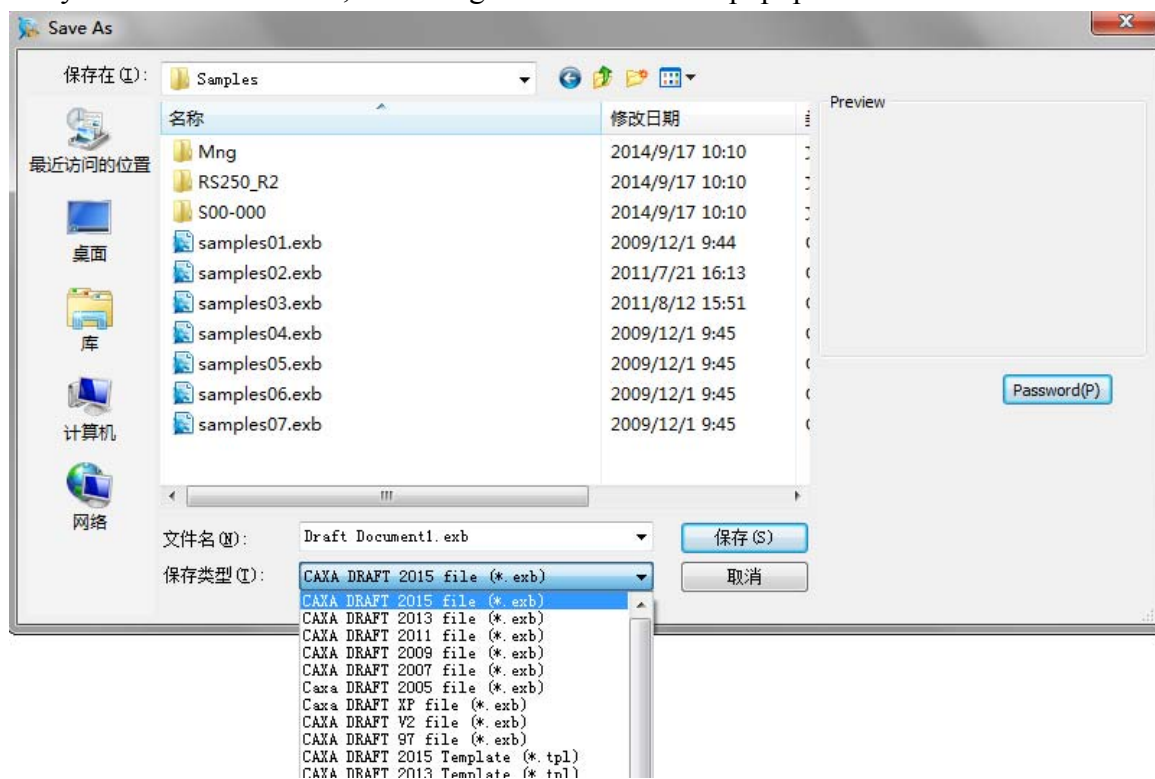 Save As
保存在(I):
Samples
Preview
名称
修改日期
最近访问的位置
桌面
库
计算机
网络
Mng 2014/9/17 10:10
RS250_R2 2014/9/17 10:10
S00-000 2014/9/17 10:10
samples01.exb 2009/12/1 9:44
samples02.exb 2011/7/21 16:13
samples03.exb 2011/8/12 15:51
samples04.exb 2009/12/1 9:45
samples05.exb 2009/12/1 9:45
samples06.exb 2009/12/1 9:45
samples07.exb 2009/12/1 9:45
Password(P)
文件名(N): Draft Document1.exb 保存(S)
保存类型(T): CAXA DRAFT 2015 file (*.exb) 取消
CAXA DRAFT 2015 file (*.exb)
CAXA DRAFT 2013 file (*.exb)
CAXA DRAFT 2011 file (*.exb)
CAXA DRAFT 2009 file (*.exb)
CAXA DRAFT 2007 file (*.exb)
Caxa DRAFT 2005 file (*.exb)
Caxa DRAFT XP file (*.exb)
CAXA DRAFT V2 file (*.exb)
CAXA DRAFT 97 file (*.exb)
CAXA DRAFT 2015 Template (*.tpl)
CAXA DRAFT 2013 Template (*.tpl)